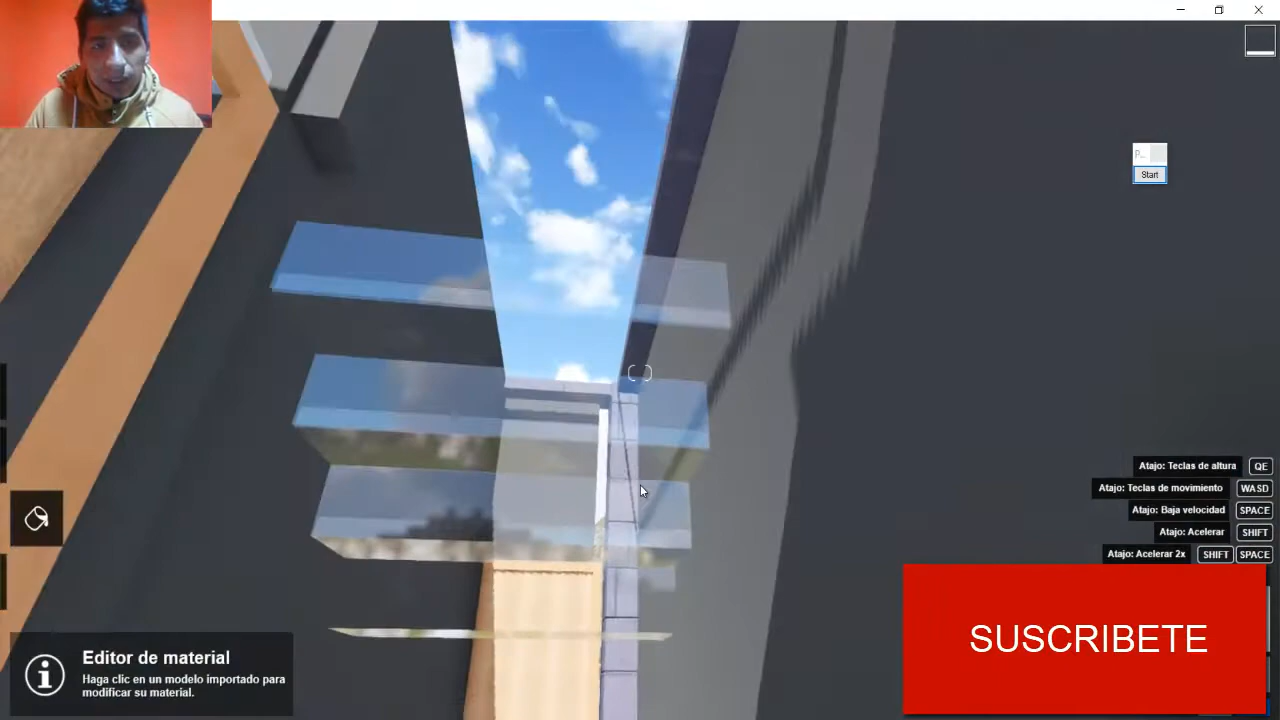 P...
Start
Atajo: Teclas de altura QE
Atajo: Teclas de movimiento WASD
Atajo: Baja velocidad SPACE
Atajo: Acelerar SHIFT
Atajo: Acelerar 2x SHIFT SPACE
SUSCRIBETE
Editor de material
Haga clic en un modelo importado para
modificar su material.